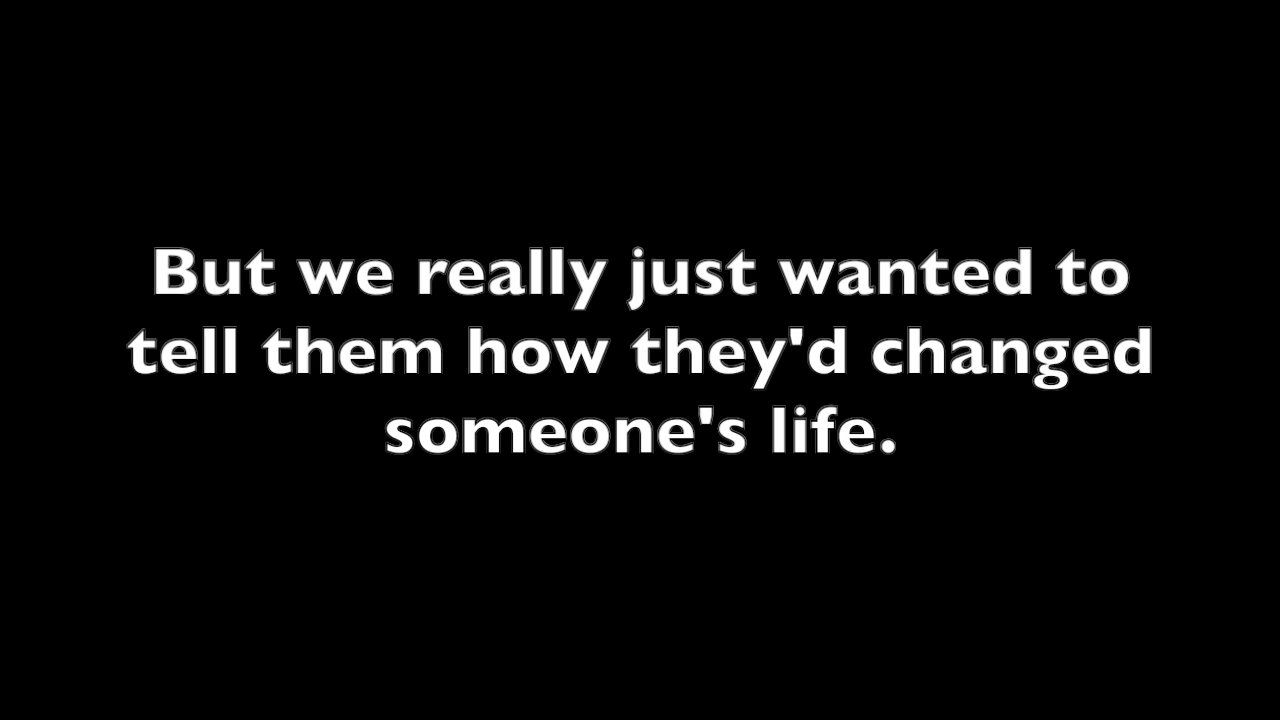 But we really just wanted to
tell them how they'd changed
someone's life.